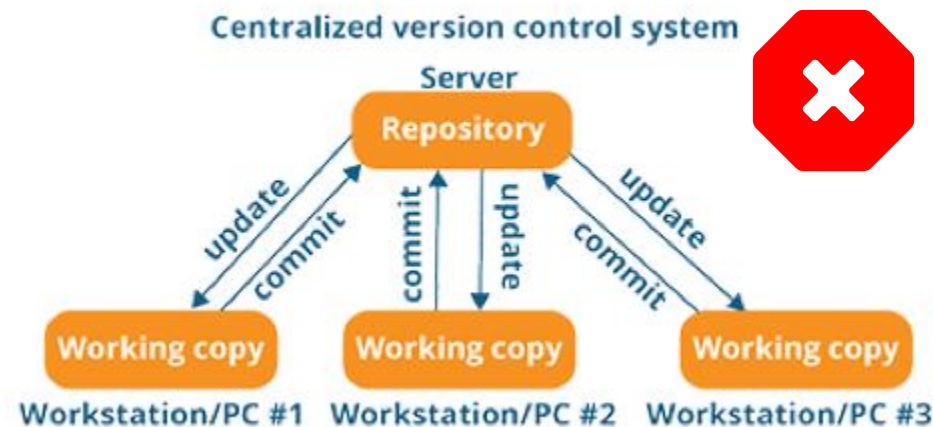 Centralized version control system
Server
Repository
update
commit
commit
update
update
commit
Working copy
Working copy
Working copy
Workstation/PC #1
Workstation/PC #2
Workstation/PC #3